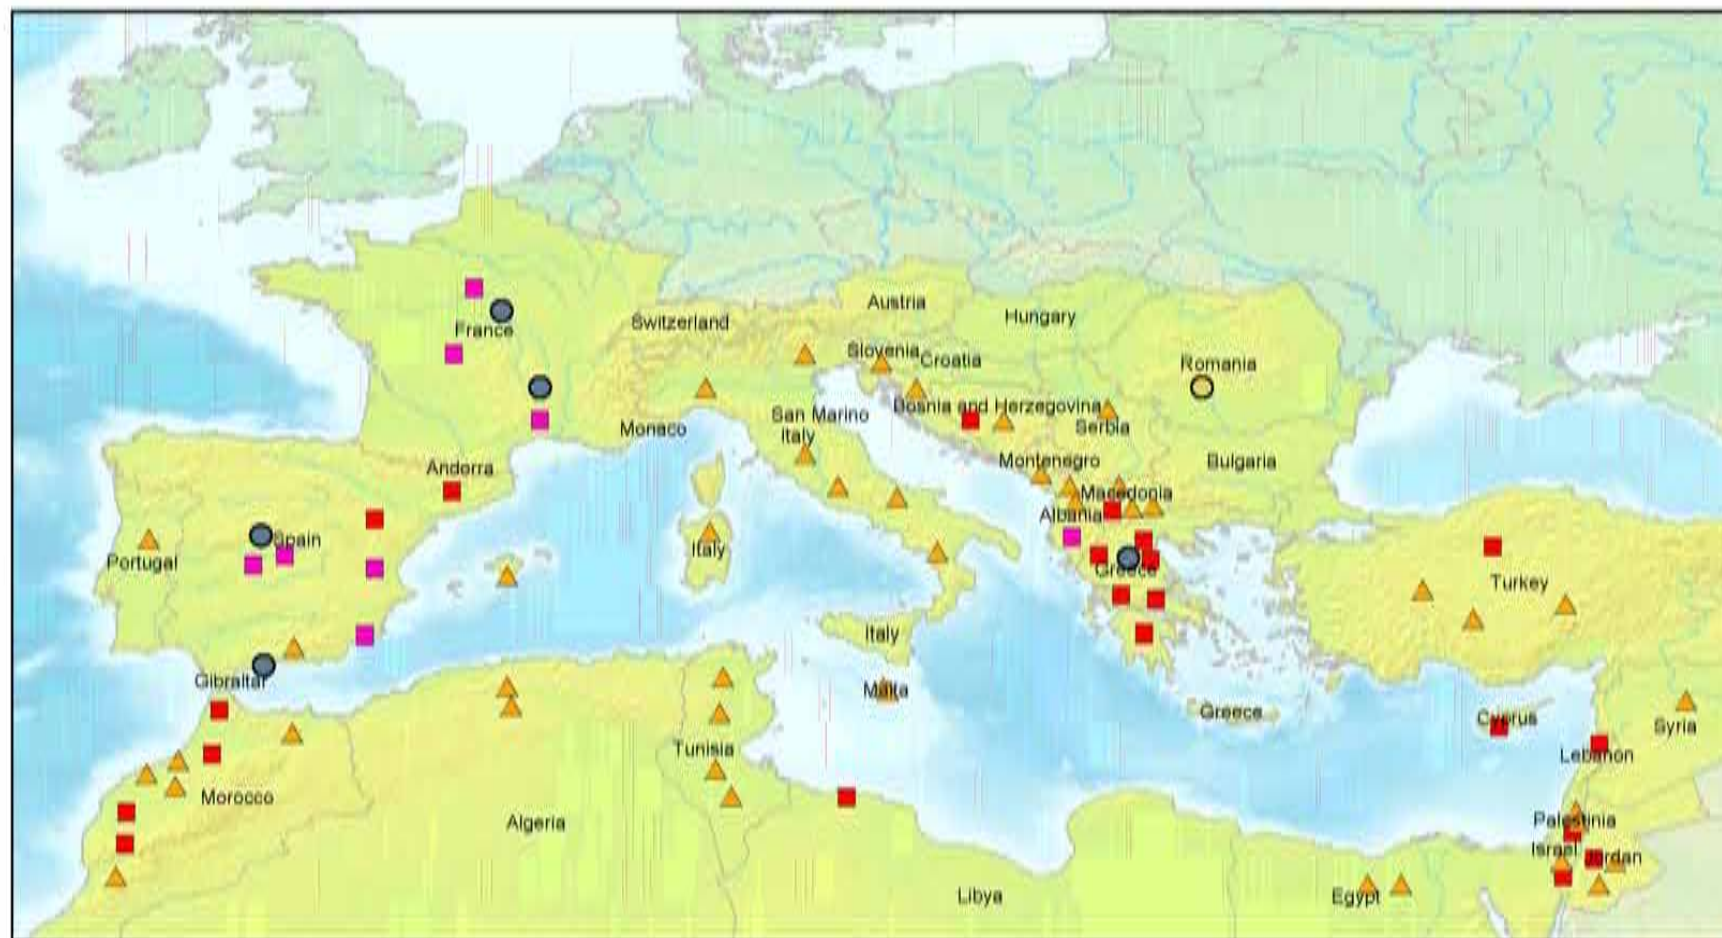 Austria
Hungary
Switzerland
France
Slovenia
Croatia
Romania
Bosnia and Herzegovina
San Marino
Monaco
Italy
Serbia
Andorra
Montenegro
Bulgaria
Macedonia
Albania
Spain
Italy
Portugal
Greece
Turkey
Italy
Gibraltar
Malta
Greece
Cyprus
Syria
Tunisia
Lebanon
Morocco
Algeria
Palestinia
Israel
Jordan
Libya
Egypt